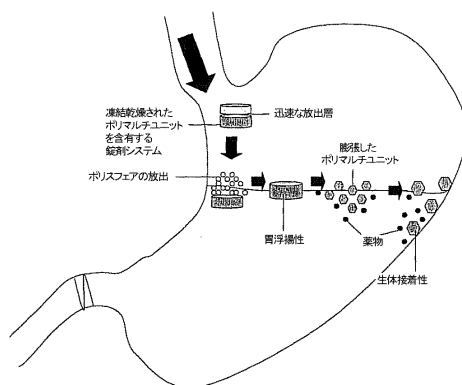 凍結乾燥された
ポリマルチユニット
を含有する
錠剤システム
迅速な放出層
ポリスフェアの放出
膨張した
ポリマルチユニット
胃浮揚性
薬物
生体接着性